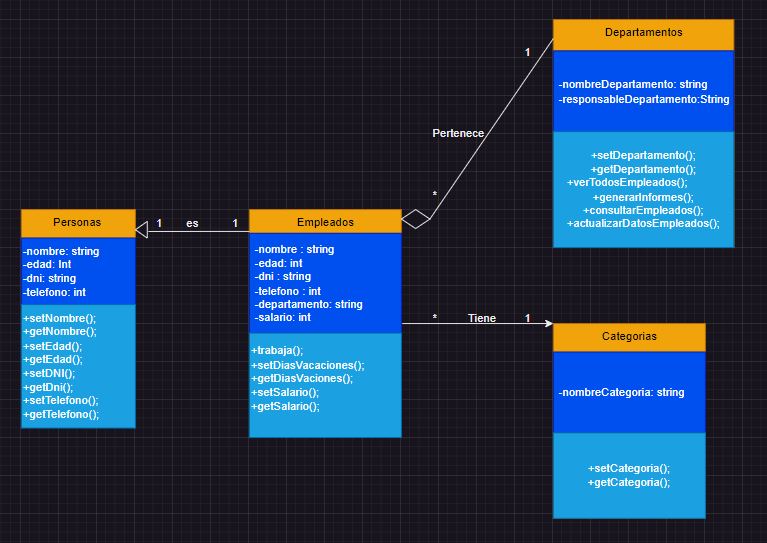 Personas
-nombre: string
-edad: Int
-dni: string
-telefono: int
+setNombre();
+getNombre();
+setEdad();
+getEdad();
+setDNI();
+getDni();
+setTelefono();
+getTelefono();
1
es
1
Empleados
-nombre : string
-edad: int
-dni : string
-telefono : int
-departamento: string
-salario: int
+trabaja();
+setDiasVacaciones();
+getDiasVaciones();
+setSalario();
+getSalario();
1
Pertenece
*
Departamentos
-nombreDepartamento: string
-responsableDepartamento:String
+setDepartamento();
+getDepartamento();
+verTodosEmpleados();
+generarInformes();
+consultarEmpleados();
+actualizarDatosEmpleados();
*
Tiene
1
Categorias
-nombreCategoria: string
+setCategoria();
+getCategoria();